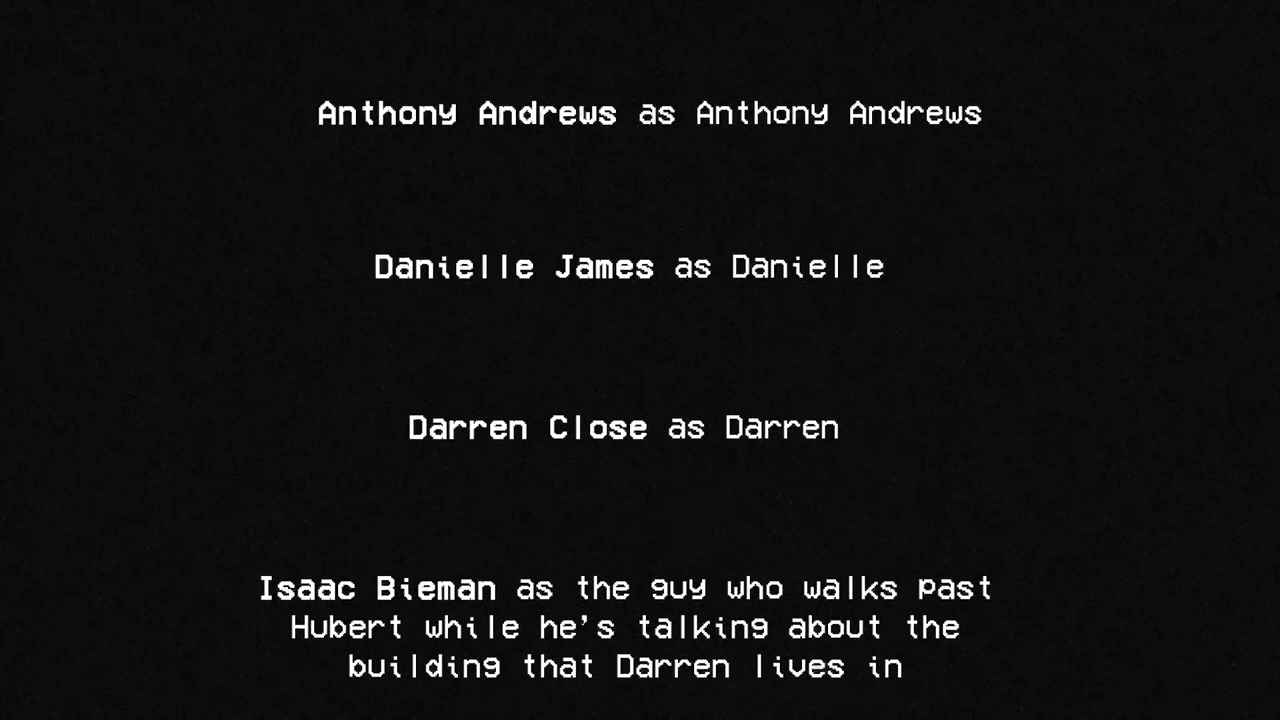 Anthony Andrews as Anthony Andrews
Danielle James as Danielle
Darren Close as Darren
Isaac Bieman as the guy who walks past
Hubert while he's talking about the
building that Darren lives in